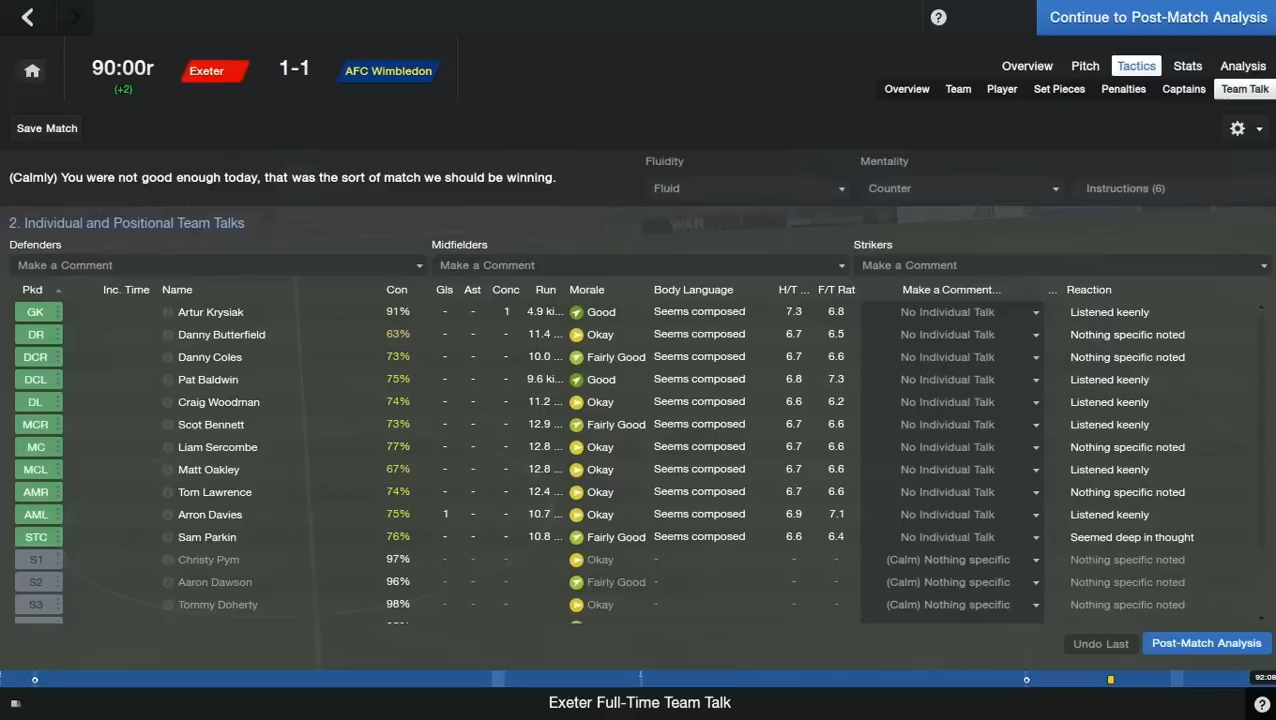 Continue to Post-Match Analysis
90:00r
(+2)
Exeter
1-1
AFC Wimbledon
Overview Pitch Tactics Stats Analysis
Overview Team Player Set Pieces Penalties Captains Team Talk
Save Match
(Calmly) You were not good enough today, that was the sort of match we should be winning.
Fluidity
Fluid
Mentality
Counter
Instructions (6)
2. Individual and Positional Team Talks
Defenders Midfielders Strikers
Make a Comment Make a Comment Make a Comment
Pkd Inc. Time Name Con Gls Ast Conc Run Morale Body Language H/T ... F/T Rat Make a Comment... ... Reaction
GK Artur Krysiak 91% - - 1 4.9 ki... Good Seems composed 7.3 6.8 No Individual Talk Listened keenly
DR Danny Butterfield 63% - - - 11.4 ... Okay Seems composed 6.7 6.5 No Individual Talk Nothing specific noted
DCR Danny Coles 73% - - - 10.0 ... Fairly Good Seems composed 6.7 6.6 No Individual Talk Nothing specific noted
DCL Pat Baldwin 75% - - - 9.6 ki... Good Seems composed 6.8 7.3 No Individual Talk Listened keenly
DL Craig Woodman 74% - - - 11.2 ... Okay Seems composed 6.6 6.2 No Individual Talk Listened keenly
MCR Scot Bennett 73% - - - 12.9 ... Fairly Good Seems composed 6.7 6.6 No Individual Talk Listened keenly
MC Liam Sercombe 77% - - - 12.8 ... Okay Seems composed 6.7 6.6 No Individual Talk Nothing specific noted
MCL Matt Oakley 67% - - - 12.8 ... Okay Seems composed 6.7 6.6 No Individual Talk Listened keenly
AMR Tom Lawrence 74% - - - 12.4 ... Okay Seems composed 6.7 6.6 No Individual Talk Nothing specific noted
AML Arron Davies 75% 1 - - 10.7 ... Okay Seems composed 6.9 7.1 No Individual Talk Listened keenly
STC Sam Parkin 76% - - - 10.8 ... Fairly Good Seems composed 6.6 6.4 No Individual Talk Seemed deep in thought
S1 Christy Pym 97% - - - - Okay - - - (Calm) Nothing specific Nothing specific noted
S2 Aaron Dawson 96% - - - - Fairly Good - - - (Calm) Nothing specific Nothing specific noted
S3 Tommy Doherty 98% - - - - Okay - - - (Calm) Nothing specific Nothing specific noted
Undo Last Post-Match Analysis
92:08
Exeter Full-Time Team Talk